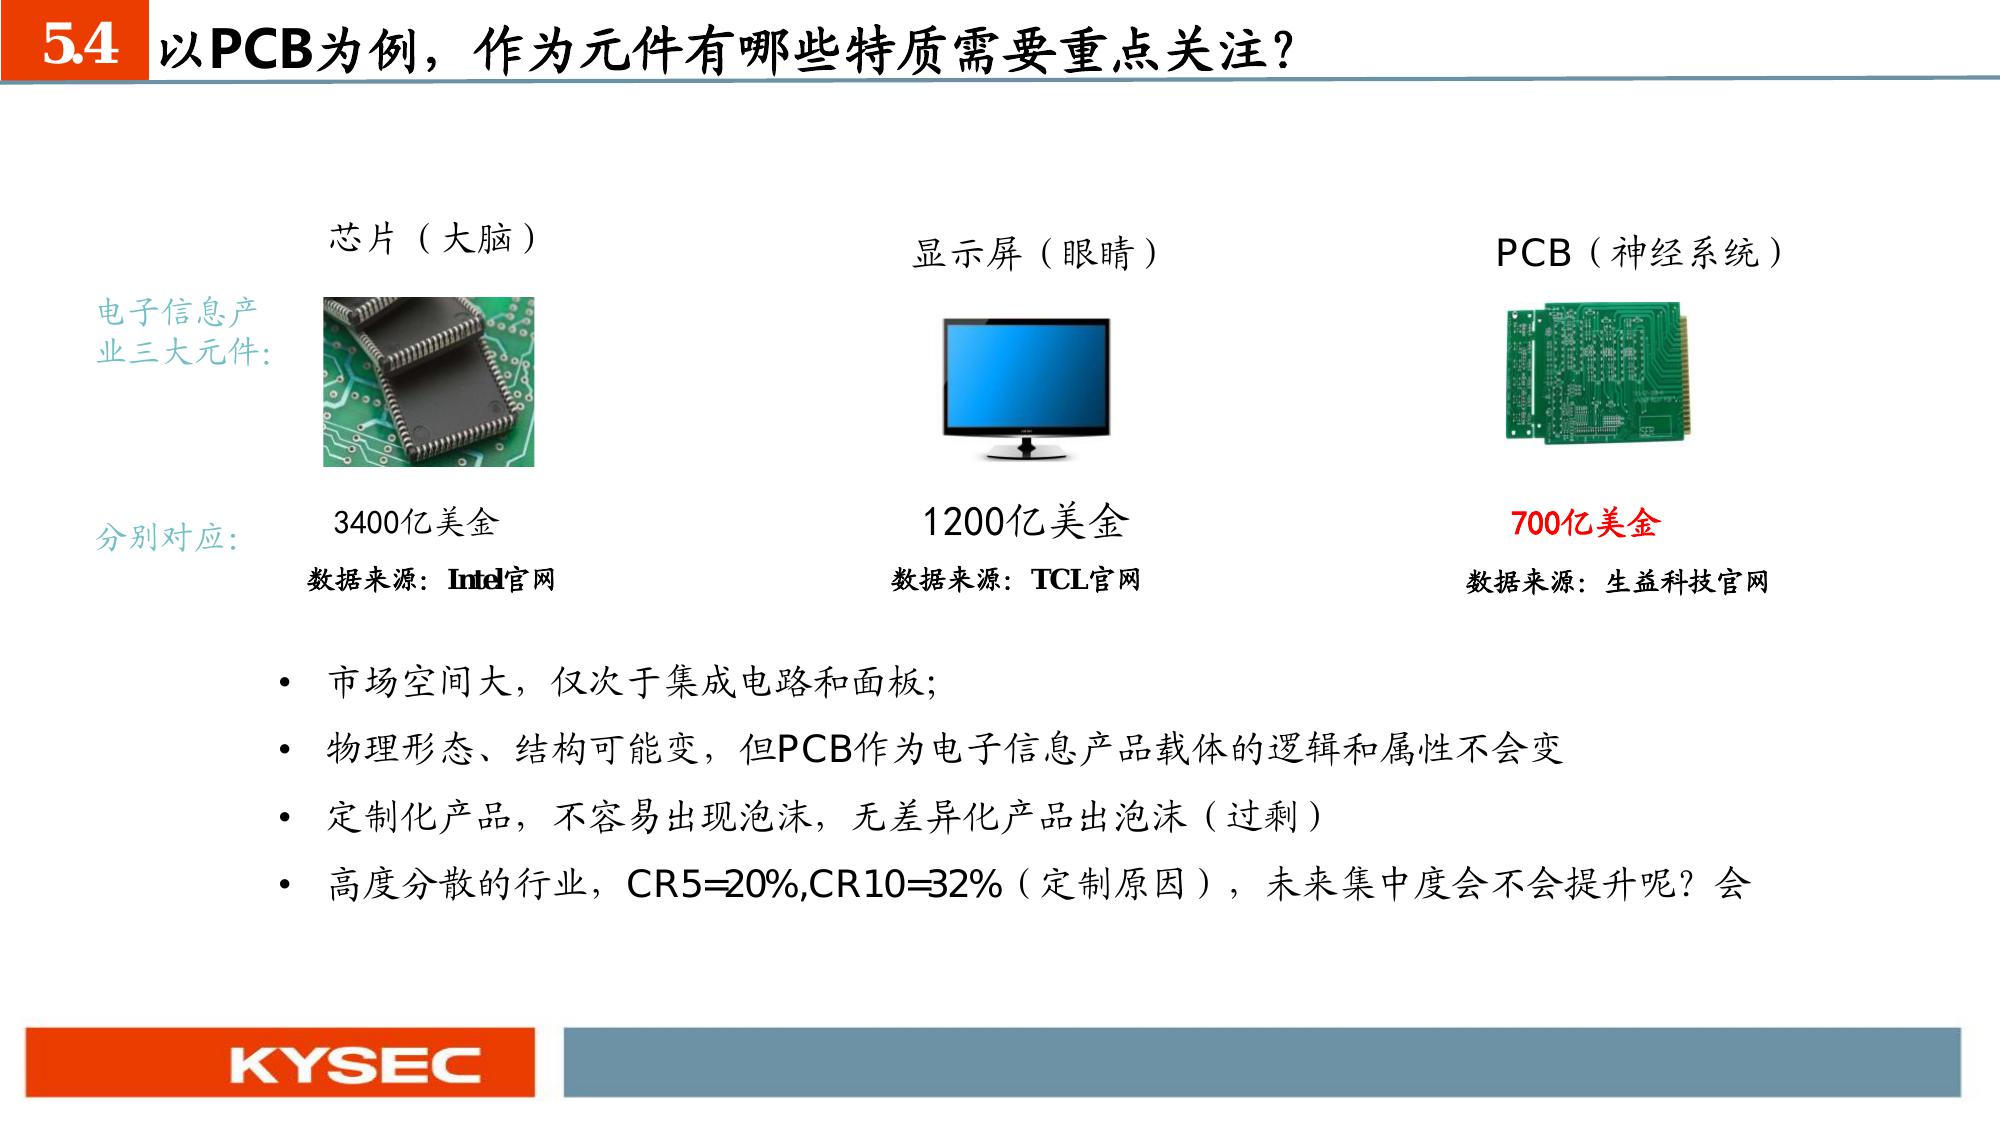 5.4 以PCB为例，作为元件有哪些特质需要重点关注？
芯片（大脑）
显示屏（眼睛）
PCB（神经系统）
电子信息产
业三大元件：
分别对应：
3400亿美金
1200亿美金
700亿美金
数据来源：Intel官网
数据来源：TCL官网
数据来源：生益科技官网
• 市场空间大，仅次于集成电路和面板；
• 物理形态、结构可能变，但PCB作为电子信息产品载体的逻辑和属性不会变
• 定制化产品，不容易出现泡沫，无差异化产品出泡沫（过剩）
• 高度分散的行业，CR5=20%,CR10=32%（定制原因），未来集中度会不会提升呢？会
KYSEC